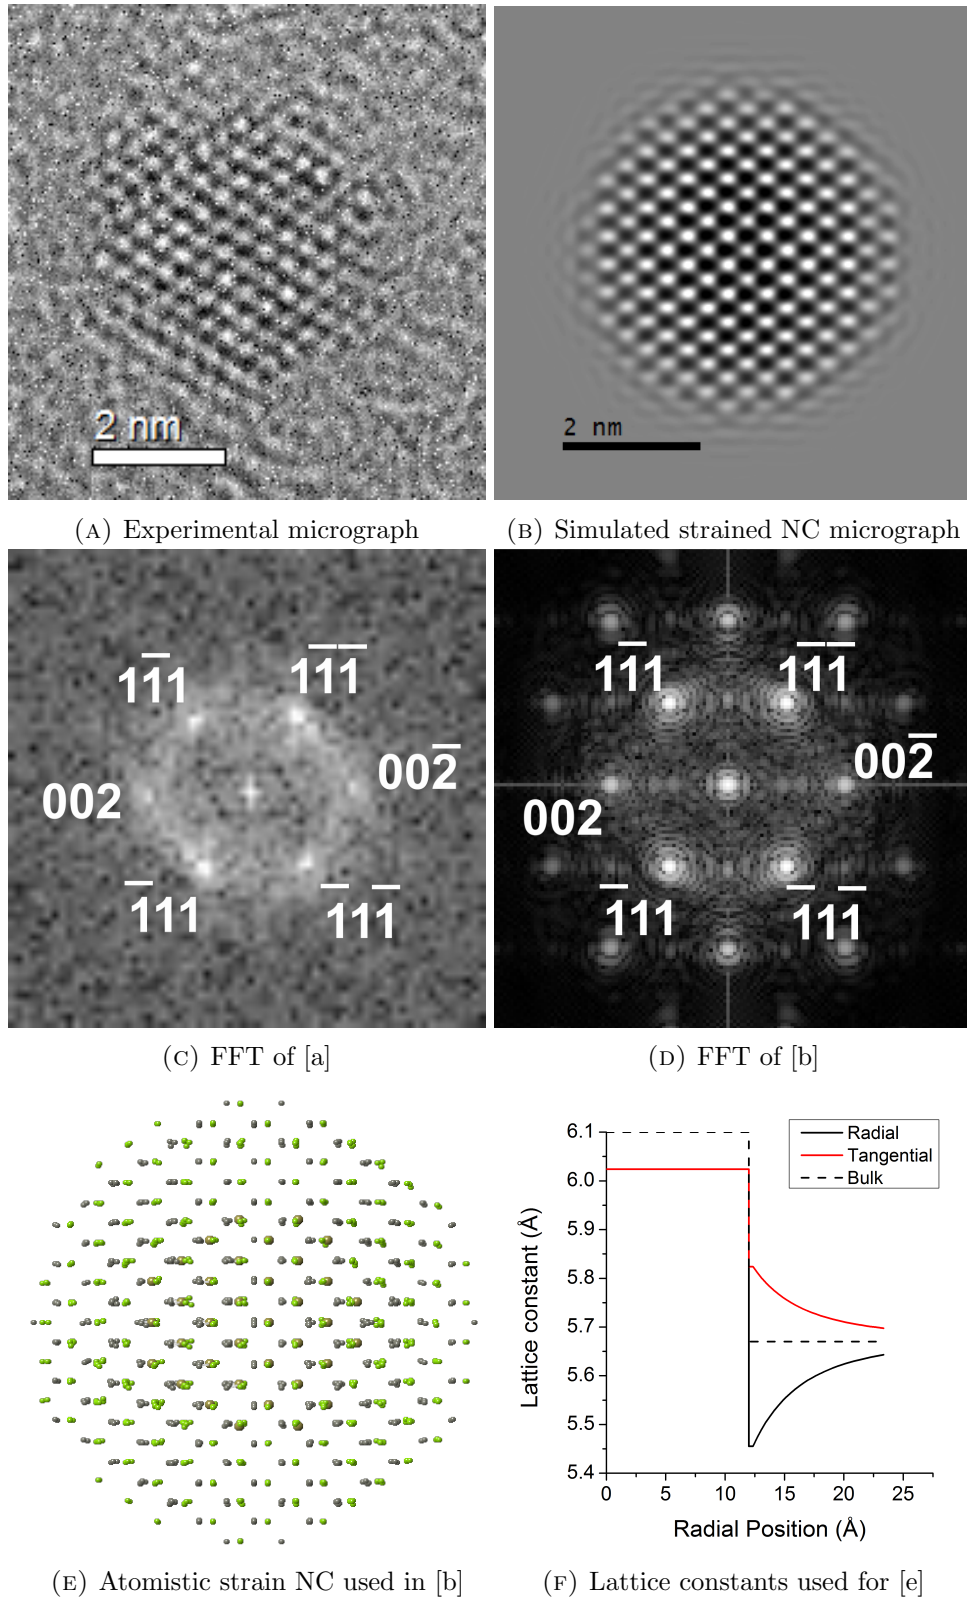 2 nm
2 nm
(A) Experimental micrograph
(B) Simulated strained NC micrograph
11̅1
11̅1̅
002
002̅
1̅11
1̅11̅
11̅1
11̅1̅
002
002̅
1̅11
1̅11̅
(C) FFT of [a]
(D) FFT of [b]
6.1
6.0
5.9
5.8
5.7
5.6
5.5
5.4
Lattice constant (Å)
Radial
Tangential
Bulk
0 5 10 15 20 25
Radial Position (Å)
(E) Atomistic strain NC used in [b]
(F) Lattice constants used for [e]